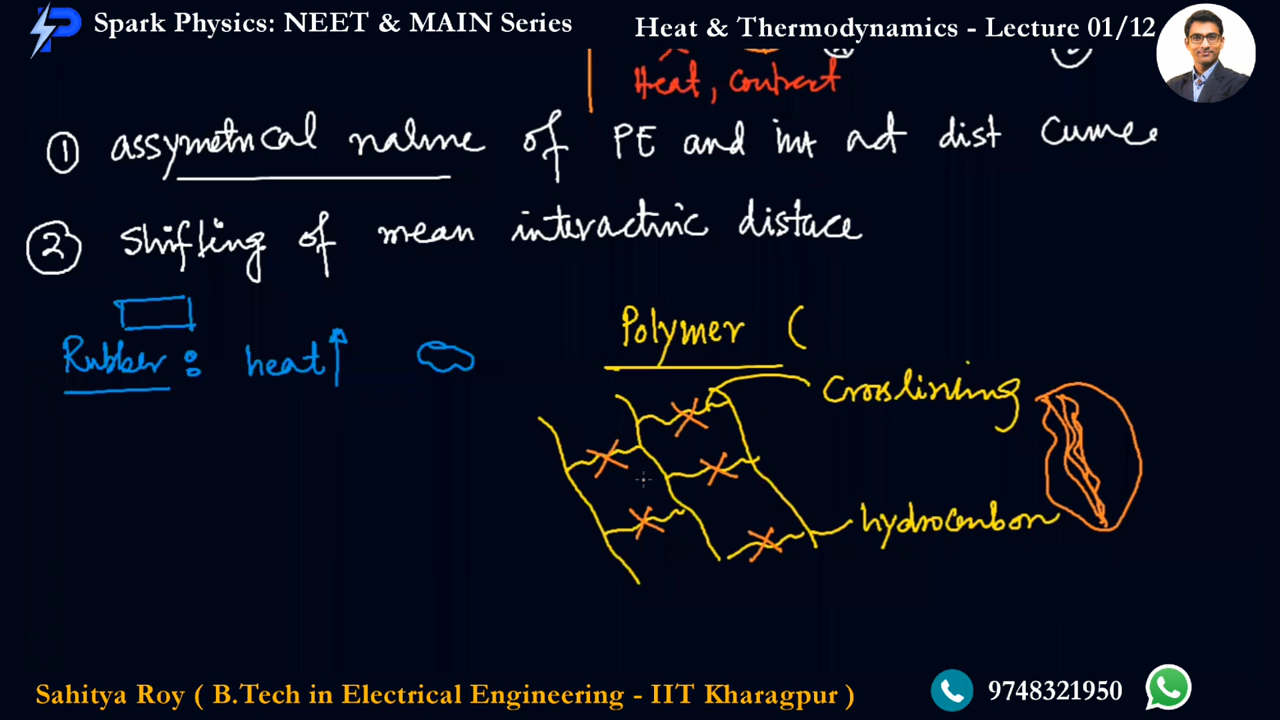 Spark Physics: NEET & MAIN Series
Heat & Thermodynamics - Lecture 01/12
Heat, contract
① assymetrical nature of PE and int act dist curve.
② Shifting of mean interactinc distace
Rubber: heat↑
Polymer (
Crosslinking
hydrocarbon
Sahitya Roy ( B.Tech in Electrical Engineering - IIT Kharagpur )
9748321950